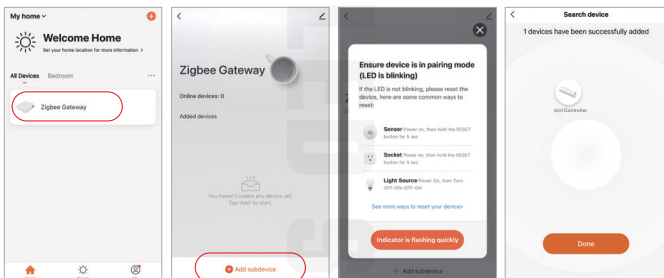 My home
Welcome Home
Set your home location for more information >
All Devices
Bedroom
...
Zigbee Gateway
Zigbee Gateway
Online devices: 0
Added devices
You haven't create any device yet.
Tap 'Add' to start.
Add subdevice
Ensure device is in pairing mode
(LED is blinking)
If the LED is not blinking, please reset the
device, here are some common ways to
reset:
Sensor Power on, then hold the RESET
button for 5 sec
Socket Power on, then hold the RESET
button for 5 sec
Light Source Power On, then Turn
OFF-ON-OFF-ON
See more ways to reset your device>
Indicator is flashing quickly
+ Add subdevice
Search device
1 devices have been successfully added
Done